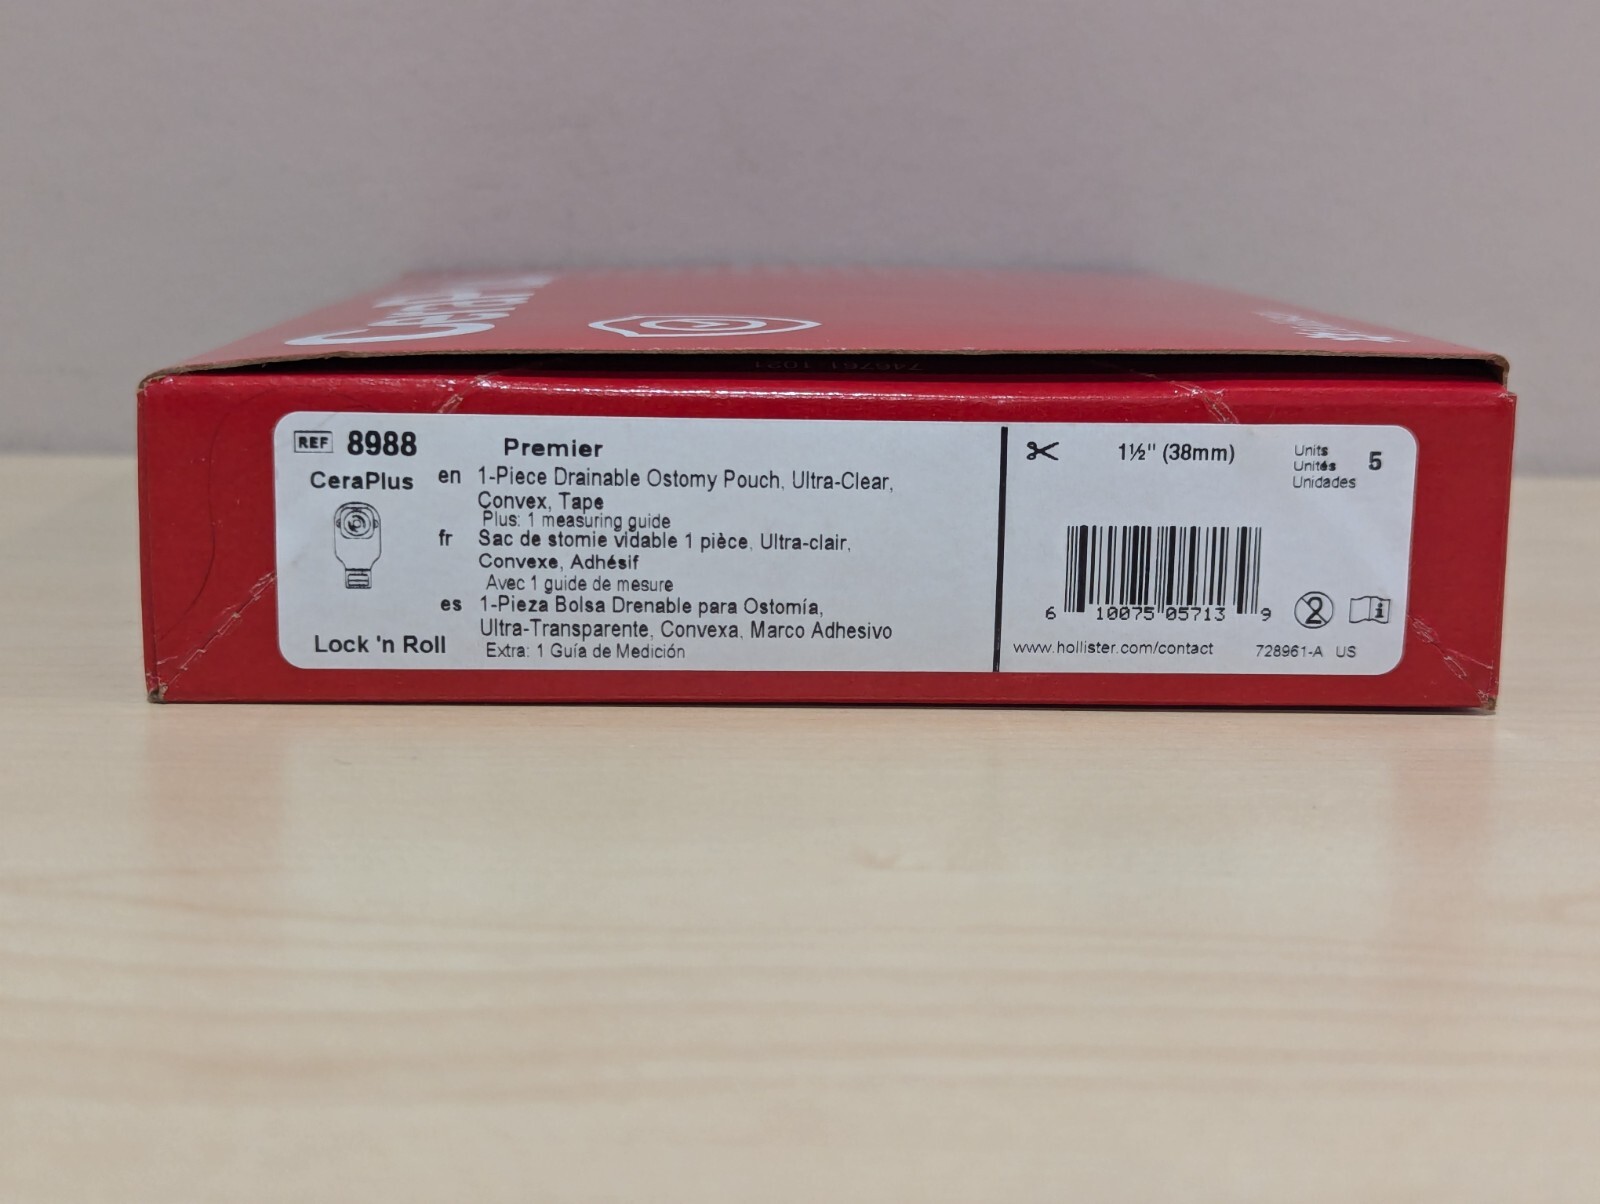 746761-1021
REF 8988
Premier
CeraPlus
en 1-Piece Drainable Ostomy Pouch, Ultra-Clear,
Convex, Tape
Plus: 1 measuring guide
fr Sac de stomie vidable 1 pièce, Ultra-clair,
Convexe, Adhésif
Avec 1 guide de mesure
es 1-Pieza Bolsa Drenable para Ostomía,
Ultra-Transparente, Convexa, Marco Adhesivo
Extra: 1 Guía de Medición
Lock 'n Roll
1½" (38mm)
Units
Unités
Unidades
5
6 10075 05713 9
2
www.hollister.com/contact
728961-A US